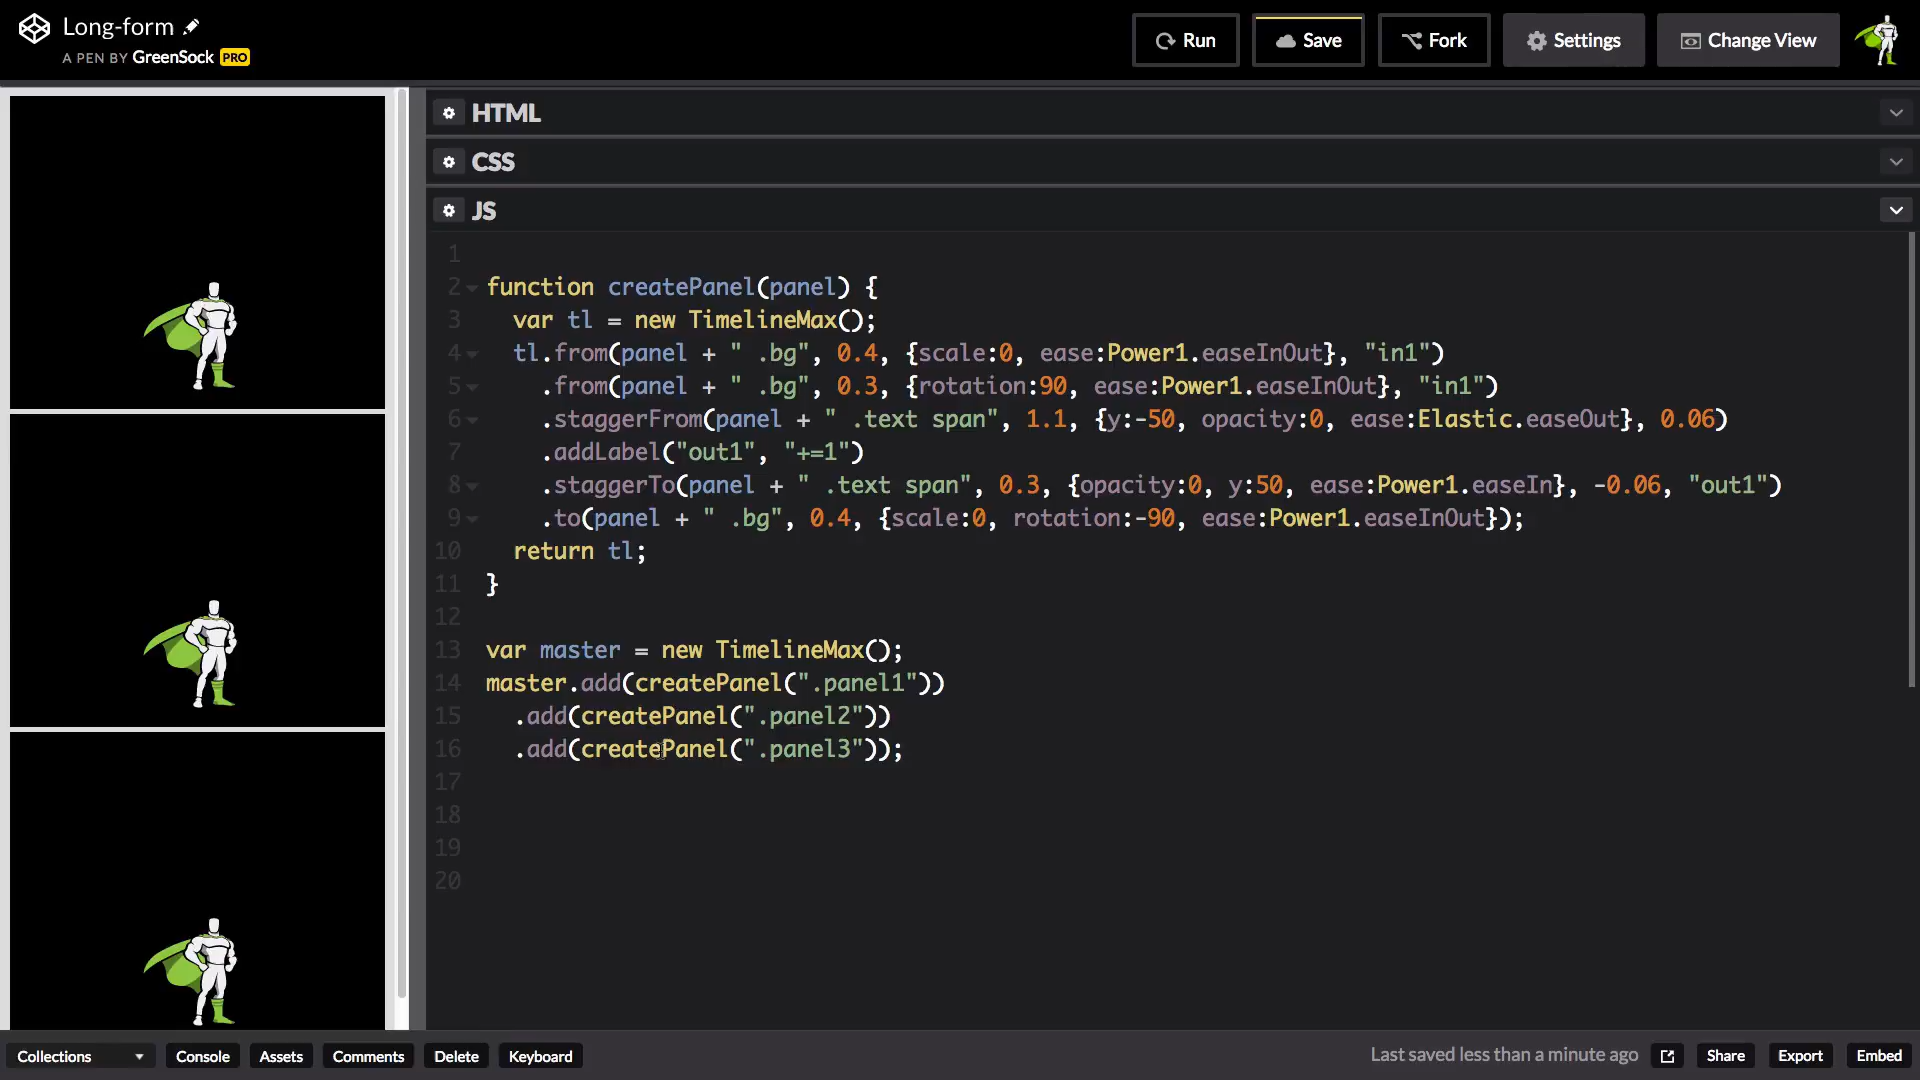 Long-form
A PEN BY GreenSock PRO
Run
Save
Fork
Settings
Change View
HTML
CSS
JS
1
2 function createPanel(panel) {
3 var tl = new TimelineMax();
4 tl.from(panel + " .bg", 0.4, {scale:0, ease:Power1.easeInOut}, "in1")
5 .from(panel + " .bg", 0.3, {rotation:90, ease:Power1.easeInOut}, "in1")
6 .staggerFrom(panel + " .text span", 1.1, {y:-50, opacity:0, ease:Elastic.easeOut}, 0.06)
7 .addLabel("out1", "+=1")
8 .staggerTo(panel + " .text span", 0.3, {opacity:0, y:50, ease:Power1.easeIn}, -0.06, "out1")
9 .to(panel + " .bg", 0.4, {scale:0, rotation:-90, ease:Power1.easeInOut});
10 return tl;
11 }
12
13 var master = new TimelineMax();
14 master.add(createPanel(".panel1"))
15 .add(createPanel(".panel2"))
16 .add(createPanel(".panel3"));
17
18
19
20
Collections
Console
Assets
Comments
Delete
Keyboard
Last saved less than a minute ago
Share
Export
Embed